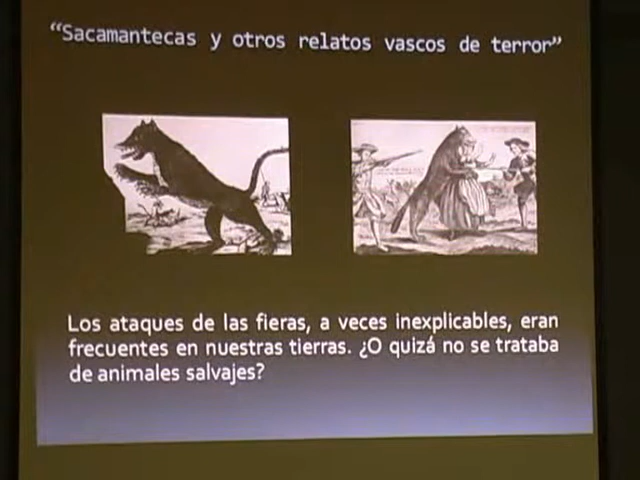 “Sacamantecas y otros relatos vascos de terror”
Los ataques de las fieras, a veces inexplicables, eran
frecuentes en nuestras tierras. ¿O quizá no se trataba
de animales salvajes?